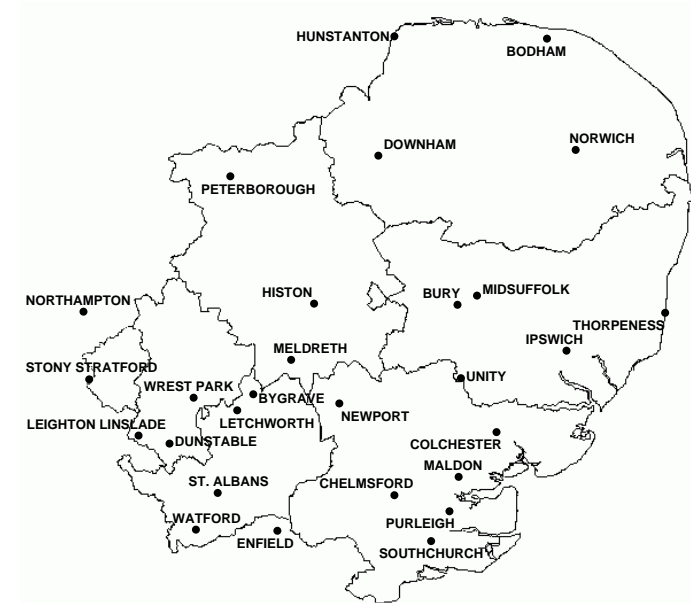 HUNSTANTON
BODHAM
DOWNHAM
NORWICH
PETERBOROUGH
HISTON
BURY
MIDSUFFOLK
NORTHAMPTON
THORPENESS
IPSWICH
MELDRETH
STONY STRATFORD
UNITY
WREST PARK
BYGRAVE
NEWPORT
LETCHWORTH
LEIGHTON LINSLADE
DUNSTABLE
COLCHESTER
MALDON
ST. ALBANS
CHELMSFORD
WATFORD
PURLEIGH
ENFIELD
SOUTHCHURCH